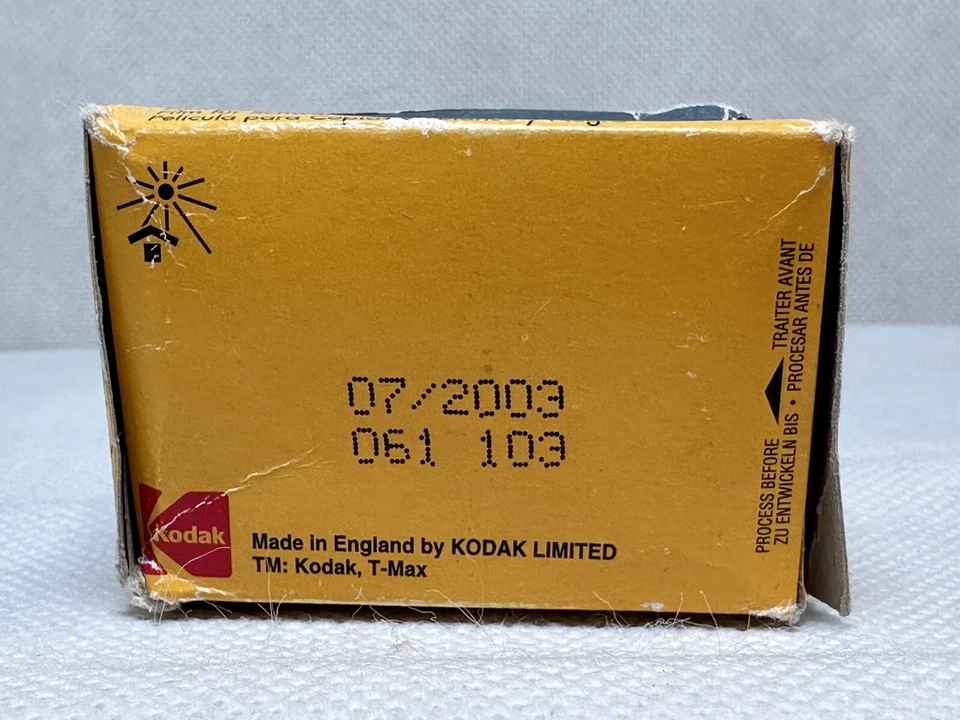 Película para
07/2003
061 103
Kodak
Made in England by KODAK LIMITED
TM: Kodak, T-Max
PROCESS BEFORE ▲ TRAITER AVANT
ZU ENTWICKELN BIS • PROCESAR ANTES DE